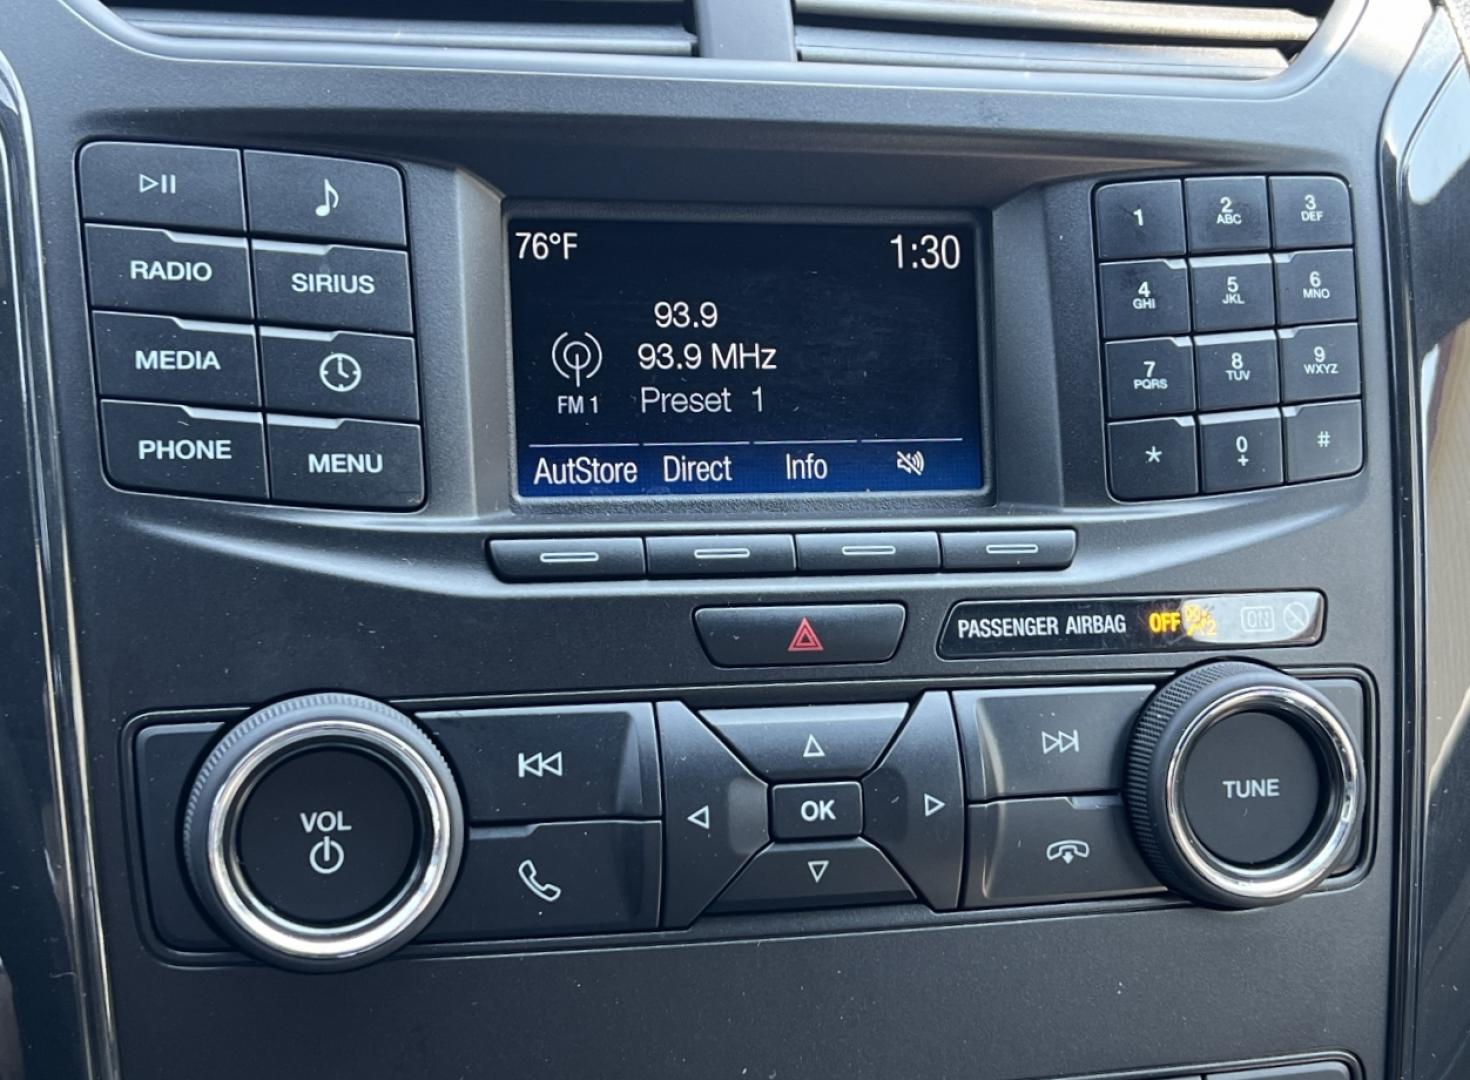 76°F
1:30
93.9
93.9 MHz
FM 1
Preset 1
AutStore Direct Info
RADIO
SIRIUS
MEDIA
PHONE
MENU
1
2
ABC
3
DEF
4
GHI
5
JKL
6
MNO
7
PQRS
8
TUV
9
WXYZ
*
0
+
#
PASSENGER AIRBAG OFF ON
VOL
OK
TUNE